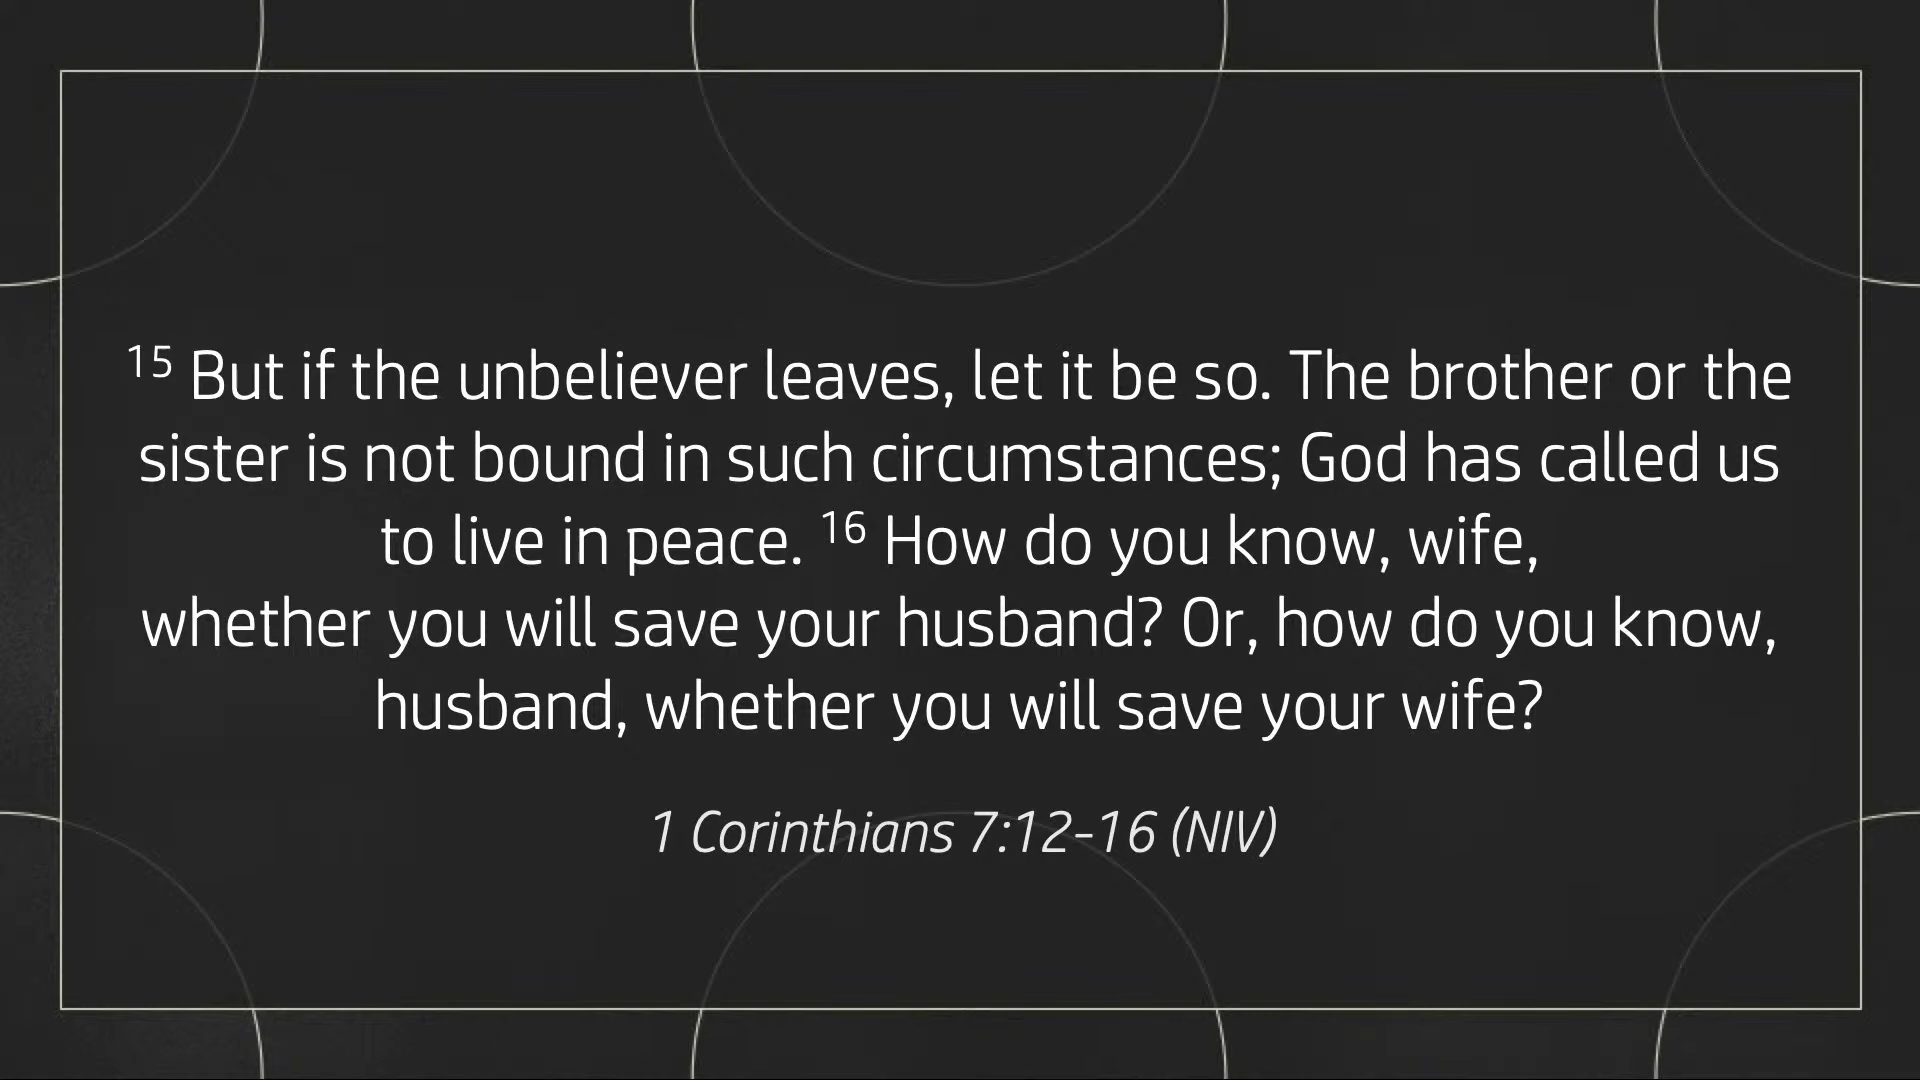 15 But if the unbeliever leaves, let it be so. The brother or the
sister is not bound in such circumstances; God has called us
to live in peace. 16 How do you know, wife,
whether you will save your husband? Or, how do you know,
husband, whether you will save your wife?
1 Corinthians 7:12-16 (NIV)